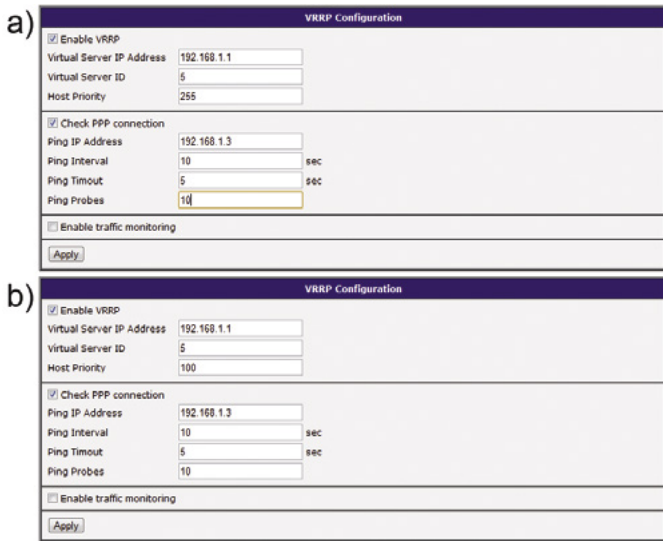 a)
VRRP Configuration
Enable VRRP
Virtual Server IP Address 192.168.1.1
Virtual Server ID 5
Host Priority 255
Check PPP connection
Ping IP Address 192.168.1.3
Ping Interval 10 sec
Ping Timout 5 sec
Ping Probes 10
Enable traffic monitoring
Apply
b)
VRRP Configuration
Enable VRRP
Virtual Server IP Address 192.168.1.1
Virtual Server ID 5
Host Priority 100
Check PPP connection
Ping IP Address 192.168.1.3
Ping Interval 10 sec
Ping Timout 5 sec
Ping Probes 10
Enable traffic monitoring
Apply